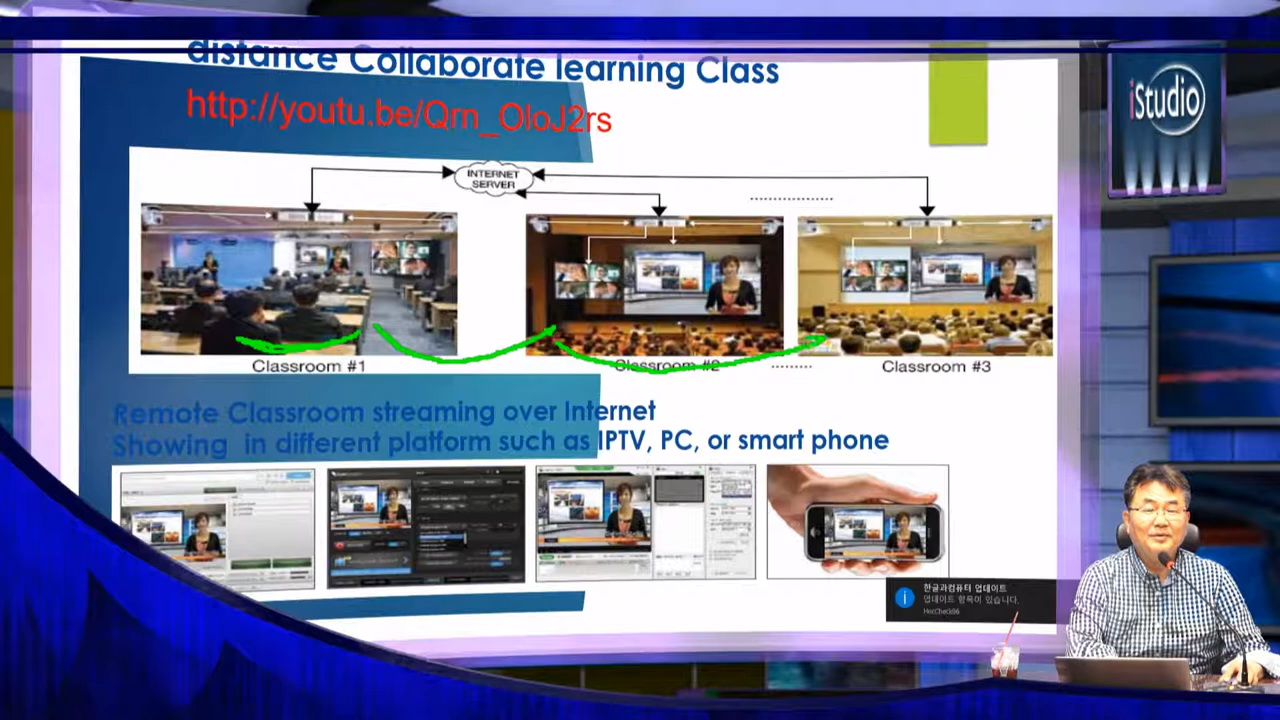 distance Collaborate learning Class
http://youtu.be/Qrn_OloJ2rs
iStudio
INTERNET
SERVER
Classroom #1
Classroom #2
Classroom #3
Remote Classroom streaming over Internet
Showing in different platform such as IPTV, PC, or smart phone
한글과컴퓨터 업데이트
업데이트 항목이 있습니다.
HncCheck96